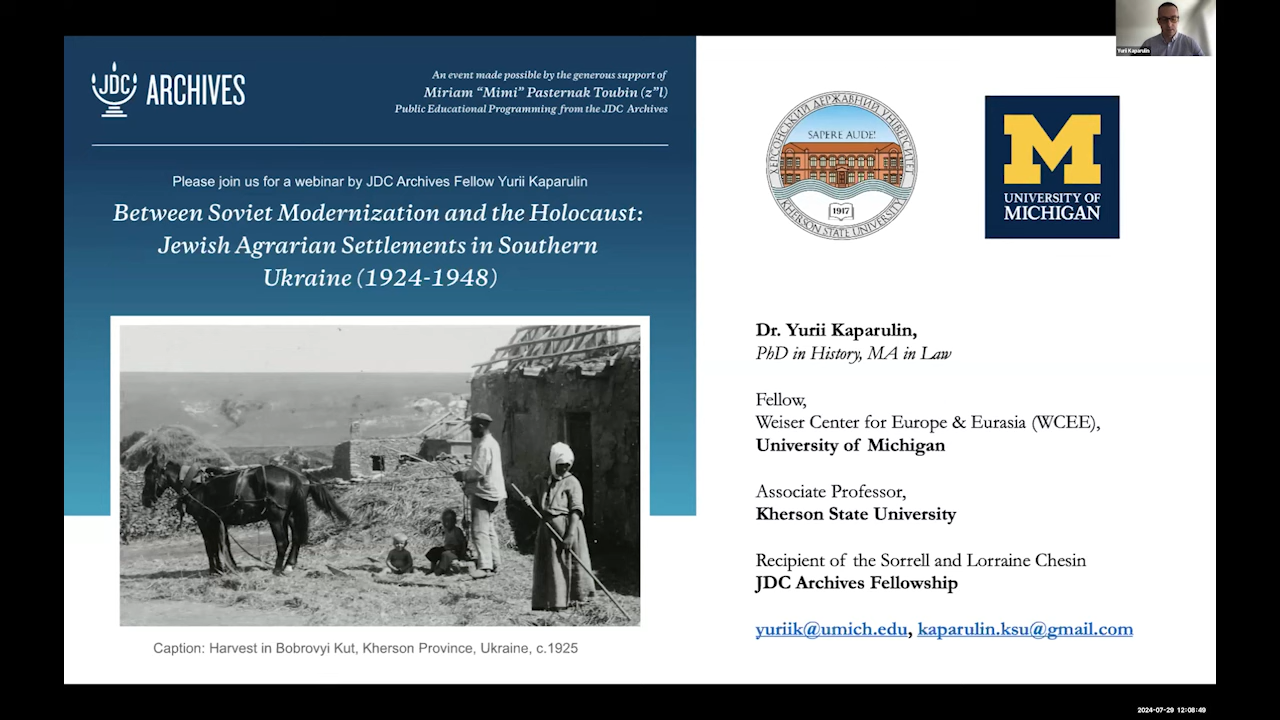 JDC ARCHIVES
An event made possible by the generous support of
Miriam “Mimi” Pasternak Toubin (z”l)
Public Educational Programming from the JDC Archives
Please join us for a webinar by JDC Archives Fellow Yurii Kaparulin
Between Soviet Modernization and the Holocaust:
Jewish Agrarian Settlements in Southern
Ukraine (1924-1948)
Caption: Harvest in Bobrovyi Kut, Kherson Province, Ukraine, c.1925
ХЕРСОНСЬКИЙ ДЕРЖАВНИЙ УНІВЕРСИТЕТ
SAPERE AUDE!
1917
KHERSON STATE UNIVERSITY
UNIVERSITY OF
MICHIGAN
Dr. Yurii Kaparulin,
PhD in History, MA in Law
Fellow,
Weiser Center for Europe & Eurasia (WCEE),
University of Michigan
Associate Professor,
Kherson State University
Recipient of the Sorrell and Lorraine Chesin
JDC Archives Fellowship
yuriik@umich.edu, kaparulin.ksu@gmail.com
Yurii Kaparulin
2024-07-29 12:08:49